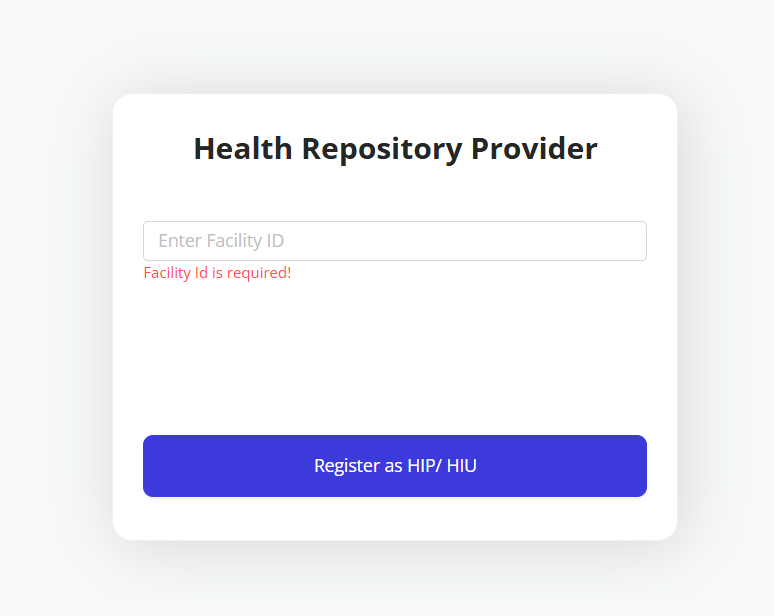 Health Repository Provider
Enter Facility ID
Facility Id is required!
Register as HIP/ HIU